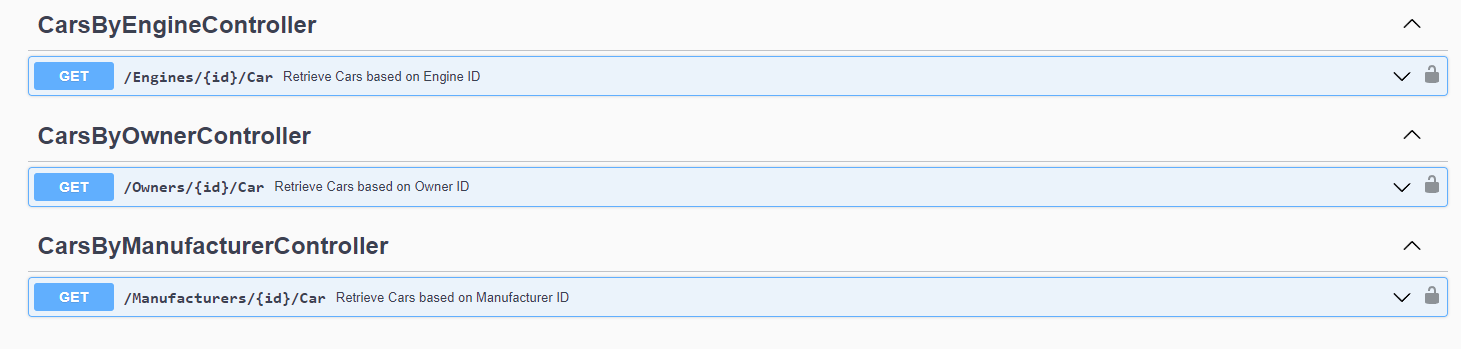 CarsByEngineController
GET /Engines/{id}/Car Retrieve Cars based on Engine ID
CarsByOwnerController
GET /Owners/{id}/Car Retrieve Cars based on Owner ID
CarsByManufacturerController
GET /Manufacturers/{id}/Car Retrieve Cars based on Manufacturer ID